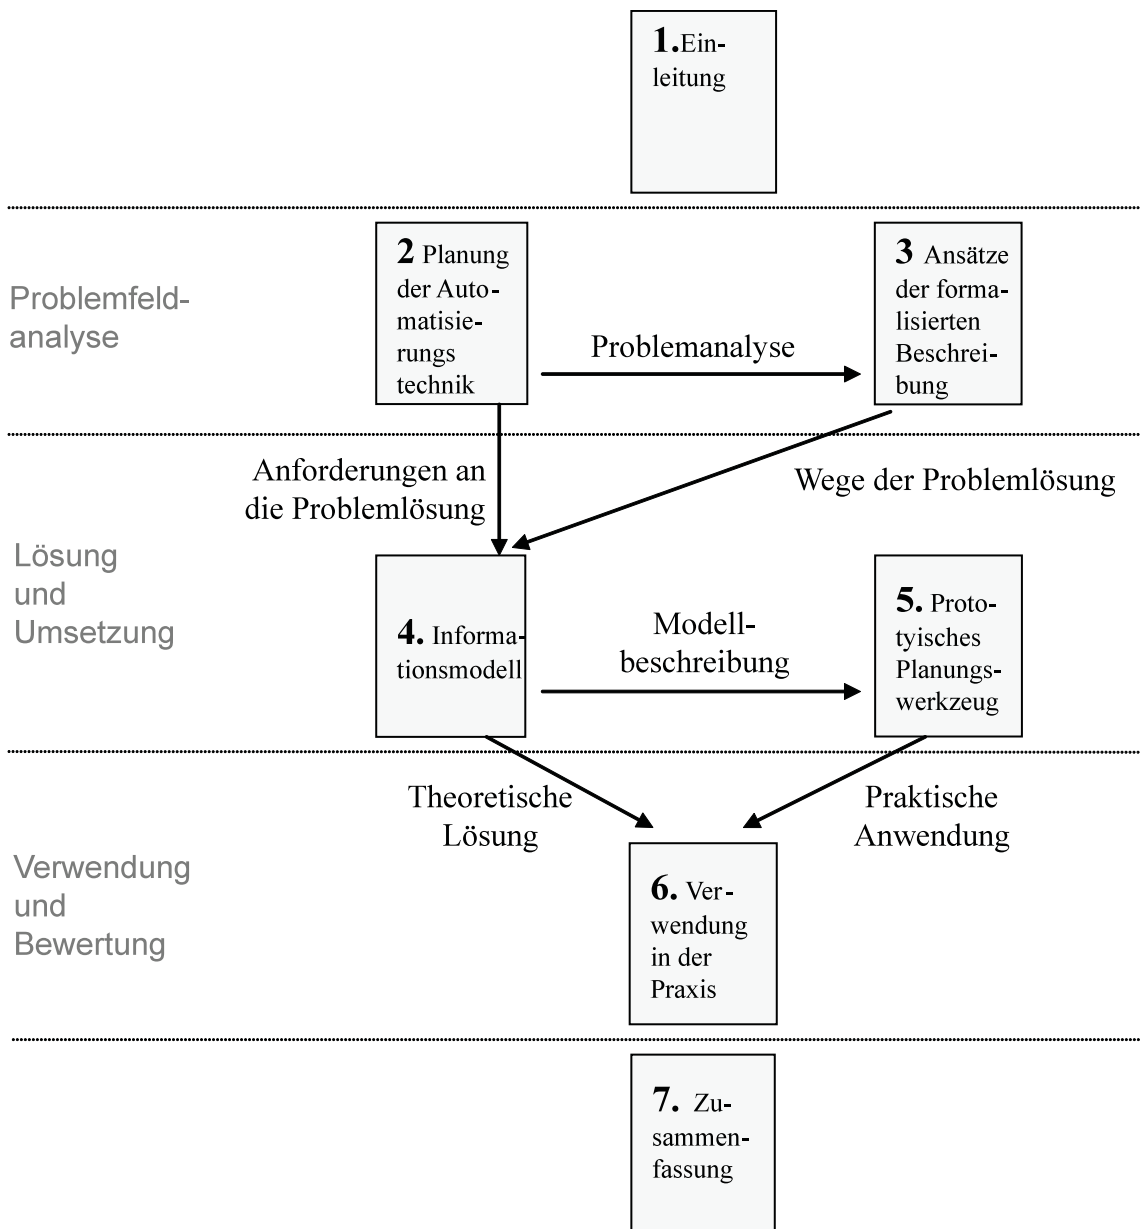 1.Ein-
leitung
Problemfeld-
analyse
2 Planung
der Auto-
matisie-
rungs
technik
Problemanalyse
3 Ansätze
der forma-
lisierten
Beschrei-
bung
Anforderungen an
die Problemlösung
Wege der Problemlösung
Lösung
und
Umsetzung
4. Informa-
tionsmodell
Modell-
beschreibung
5. Proto-
tyisches
Planungs-
werkzeug
Theoretische
Lösung
Praktische
Anwendung
Verwendung
und
Bewertung
6. Ver-
wendung
in der
Praxis
7. Zu-
sammen-
fassung